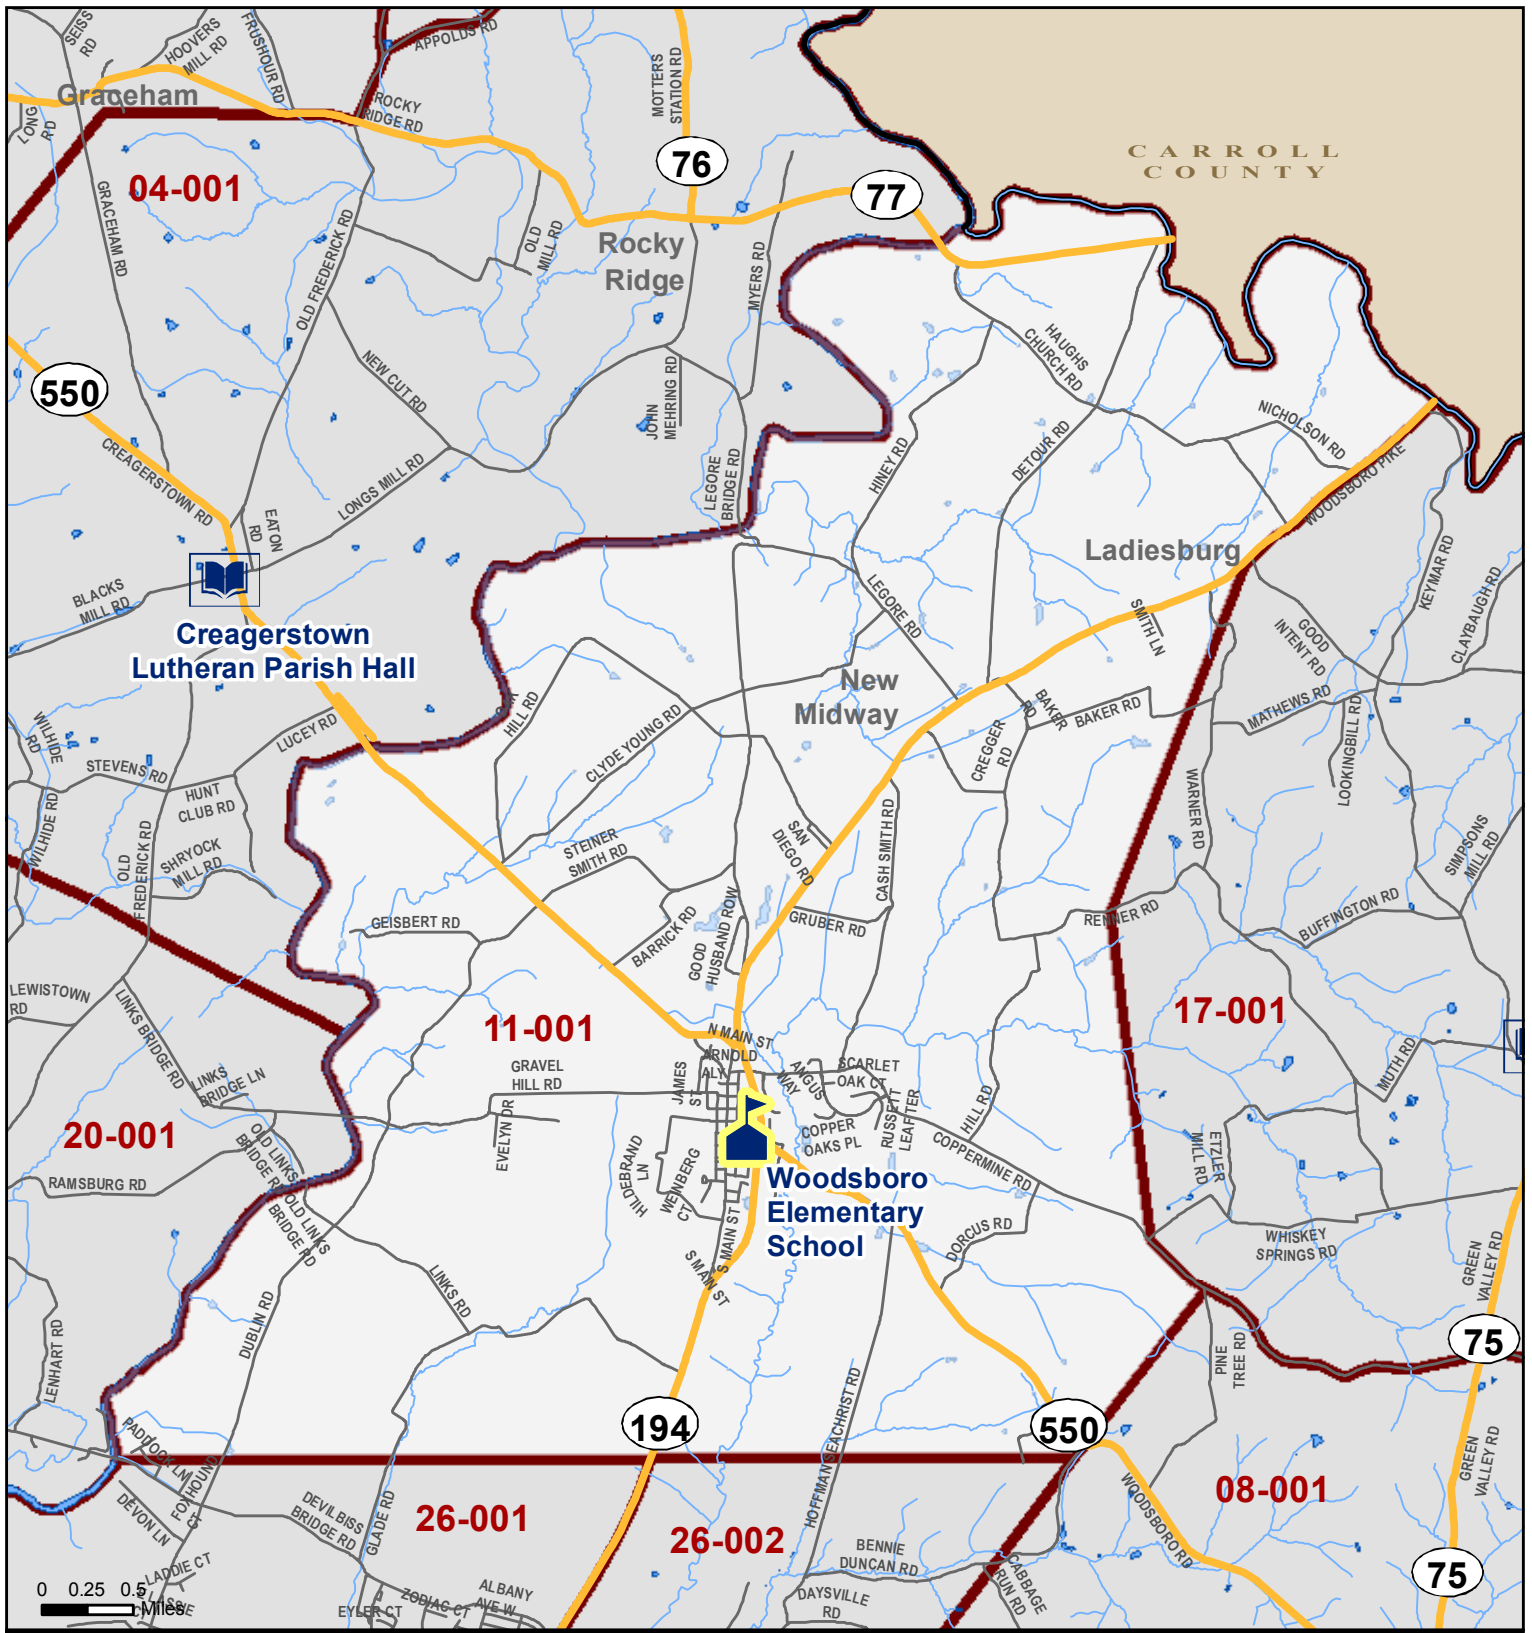 SEISS
RD
HOOVERS
MILL RD
FRUSHOUR RD
APPOLDS RD
MOTTERS
STATION RD
Graceham
LONG
RD
ROCKY
RIDGE RD
CARROLL
COUNTY
76
77
04-001
GRACEHAM RD
OLD FREDERICK RD
OLD
MILL RD
Rocky
Ridge
MYERS RD
550
NEW CUT RD
JOHN
MEHRING RD
HAUGHS
CHURCH RD
NICHOLSON RD
CREAGERSTOWN RD
EATON
RD
LONGS MILL RD
LEGORE
BRIDGE RD
HINEY RD
DETOUR RD
WOODSBORO PIKE
Ladiesburg
KEYMAR RD
CLAYBAUGH RD
BLACKS
MILL RD
Creagerstown
Lutheran Parish Hall
LEGORE RD
SMITH LN
GOOD
INTENT RD
New
Midway
HILL RD
CLYDE YOUNG RD
BAKER
RD
BAKER RD
MATHEWS RD
LOOKINGBILL RD
WILHIDE
RD
LUCEY RD
STEVENS RD
HUNT
CLUB RD
CREGGER
RD
WARNER RD
WILHIDE RD
OLD
FREDERICK RD
SHRYOCK
MILL RD
STEINER
SMITH RD
SAN
DIEGO RD
CASH SMITH RD
SIMPSONS
MILL RD
GEISBERT RD
BARRICK RD
GOOD
HUSBAND ROW
GRUBER RD
RENNER RD
BUFFINGTON RD
LEWISTOWN
RD
LINKS BRIDGE RD
11-001
17-001
N MAIN ST
ARNOLD
ALY
GRAVEL
HILL RD
JAMES
ST
ANGUS
WAY
SCARLET
OAK CT
MUTH RD
LINKS
BRIDGE LN
20-001
OLD LINKS
BRIDGE RD
EVELYN DR
HILDEBRAND
LN
WEINBERG
CT
COPPER
OAKS PL
RUSSETT
LEAFTER
HILL RD
COPPERMINE RD
ETZLER
MILL RD
RAMSBURG RD
OLD LINKS
BRIDGE RD
Woodsboro
Elementary
School
S MAIN ST
S MAIN ST
DORCUS RD
WHISKEY
SPRINGS RD
GREEN
VALLEY RD
LINKS RD
DUBLIN RD
LENHART RD
PINE
TREE RD
75
194
550
HOFFMAN SEACHRIST RD
PADDOCK LN
FOXHOUND
CT
DEVON LN
DEVILBISS
BRIDGE RD
GLADE RD
26-001
26-002
08-001
WOODSBORO RD
GREEN
VALLEY RD
BENNIE
DUNCAN RD
CABBAGE
RUN RD
75
LADDIE CT
EYLER CT
ZODIAC CT
ALBANY
AVE W
DAYSVILLE
RD
0 0.25 0.5
Miles